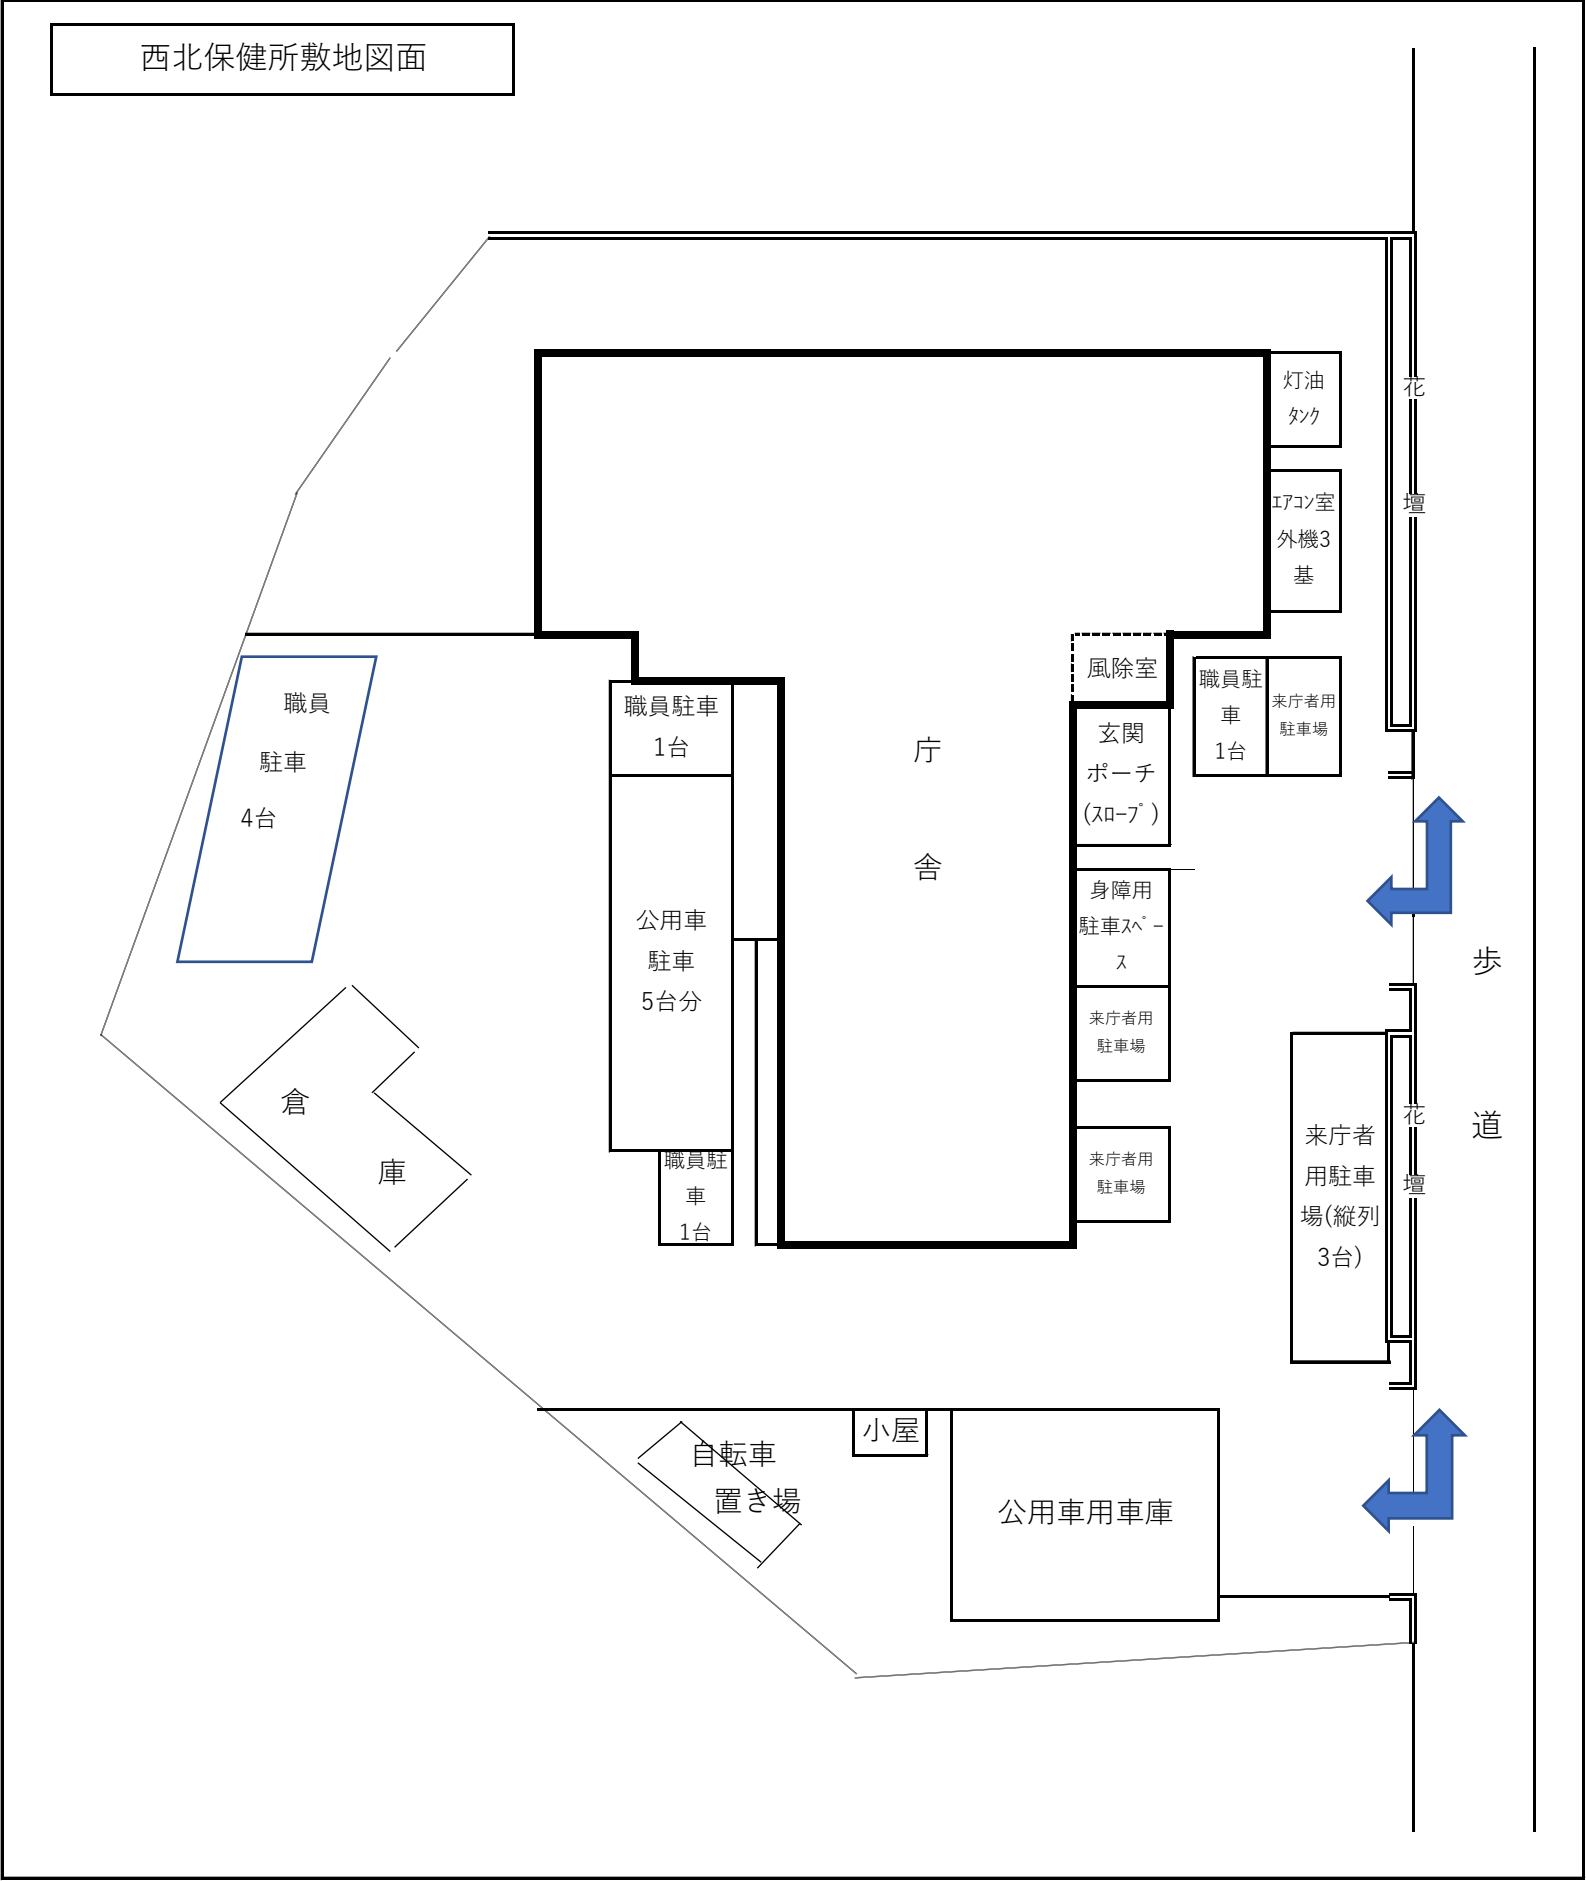 西北保健所敷地図面
灯油
ﾀﾝｸ
花
壇
ｴｱｺﾝ室
外機3
基
風除室
職員駐
車
1台
来庁者用
駐車場
職員
駐車
4台
職員駐車
1台
玄関
ポーチ
(ｽﾛｰﾌﾟ)
庁
舎
公用車
駐車
5台分
身障用
駐車ｽﾍﾟｰ
ｽ
来庁者用
駐車場
歩
道
倉
庫
来庁者
用駐車
場(縦列
3台)
花
壇
職員駐
車
1台
来庁者用
駐車場
小屋
自転車
置き場
公用車用車庫